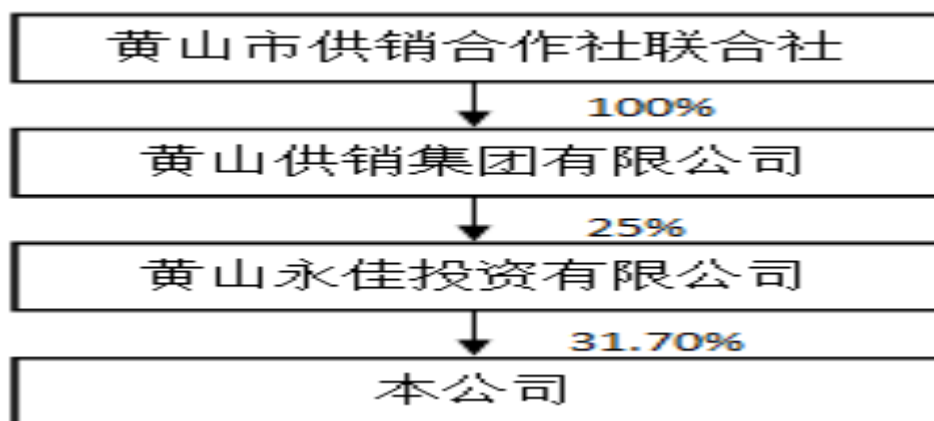 黄山市供销合作社联合社
100%
黄山供销集团有限公司
25%
黄山永佳投资有限公司
31.70%
本公司